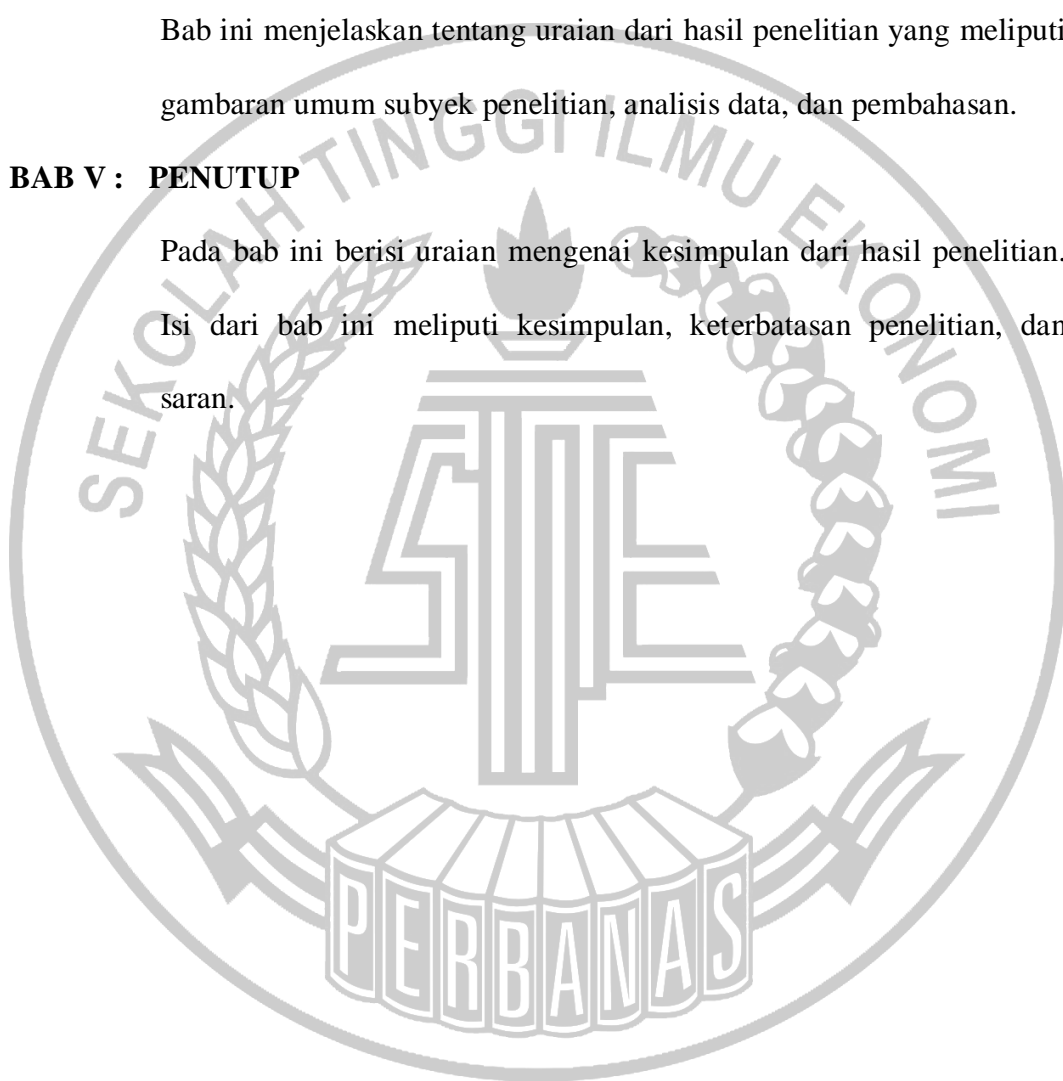 Bab ini menjelaskan tentang uraian dari hasil penelitian yang meliputi
gambaran umum subyek penelitian, analisis data, dan pembahasan.
BAB V : PENUTUP
Pada bab ini berisi uraian mengenai kesimpulan dari hasil penelitian.
Isi dari bab ini meliputi kesimpulan, keterbatasan penelitian, dan
saran.
SEKOLAH TINGGI ILMU EKONOMI
STIE
PERBANAS